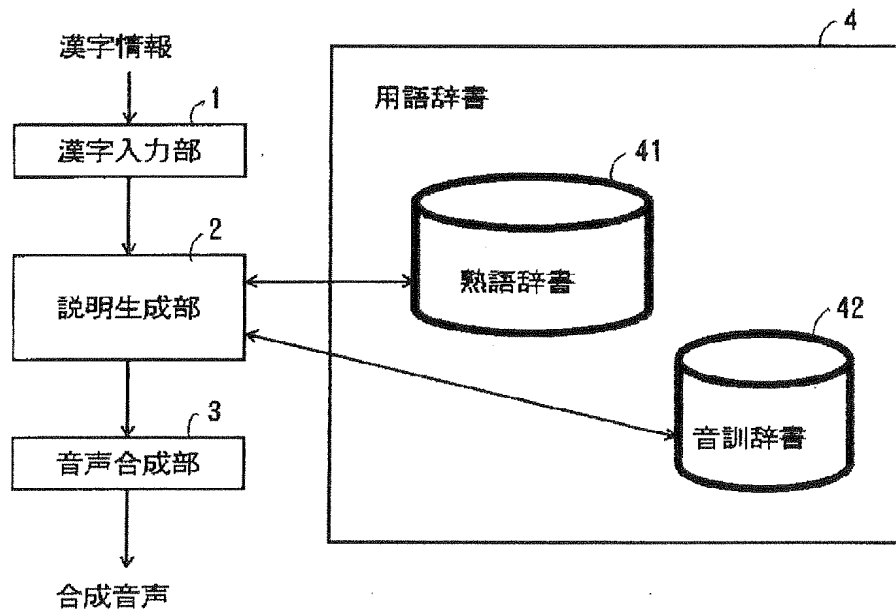 漢字情報
1
漢字入力部
2
説明生成部
3
音声合成部
合成音声
4
用語辞書
41
熟語辞書
42
音訓辞書